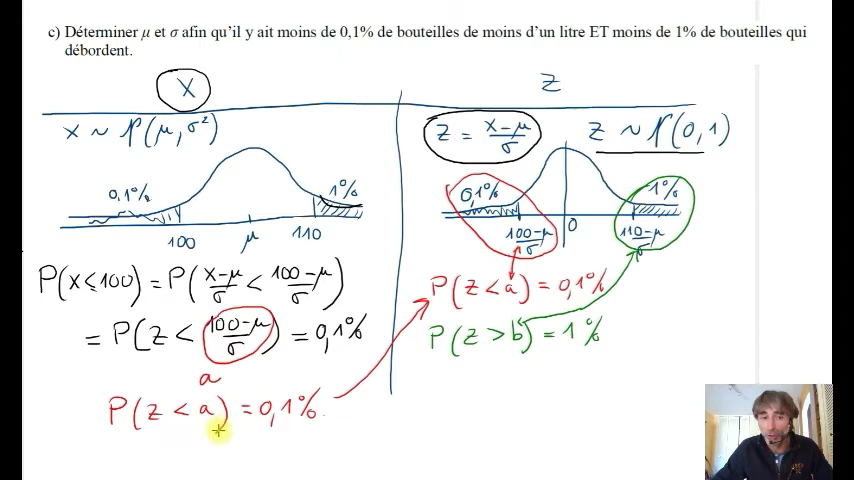 c) Déterminer μ et σ afin qu'il y ait moins de 0,1% de bouteilles de moins d'un litre ET moins de 1% de bouteilles qui
débordent.
X
Z
X ~ N(μ, σ²)
Z = X-μ/σ
Z ~ N(0,1)
0,1%
1%
100
μ
110
0,1%
1%
100-μ/σ
0
110-μ/σ
P(X ≤ 100) = P(X-μ/σ < 100-μ/σ)
= P(Z < 100-μ/σ) = 0,1%
a
P(Z < a) = 0,1%
P(Z < a) = 0,1%
P(Z > b) = 1%